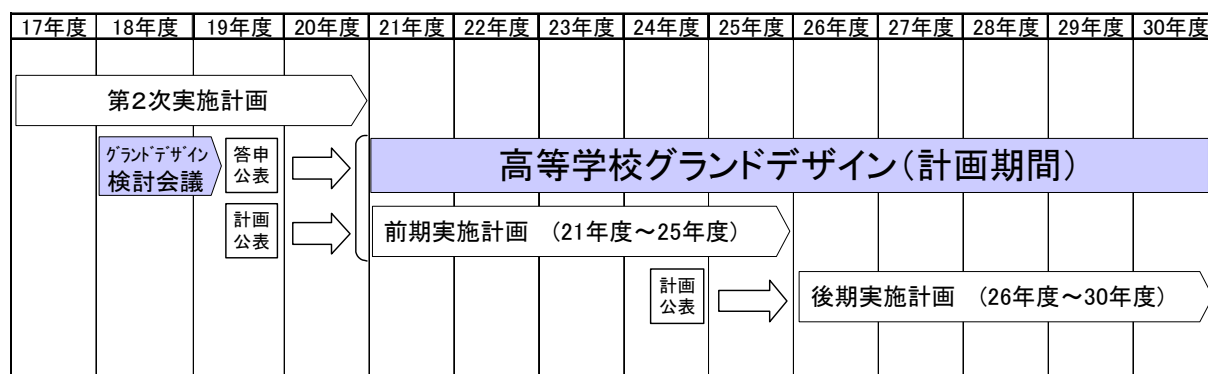 17年度 18年度 19年度 20年度 21年度 22年度 23年度 24年度 25年度 26年度 27年度 28年度 29年度 30年度
第２次実施計画
ｸﾞﾗﾝﾄﾞﾃﾞｻﾞｲﾝ
検討会議
答申
公表
高等学校グランドデザイン（計画期間）
計画
公表
前期実施計画 （21年度～25年度）
計画
公表
後期実施計画 （26年度～30年度）